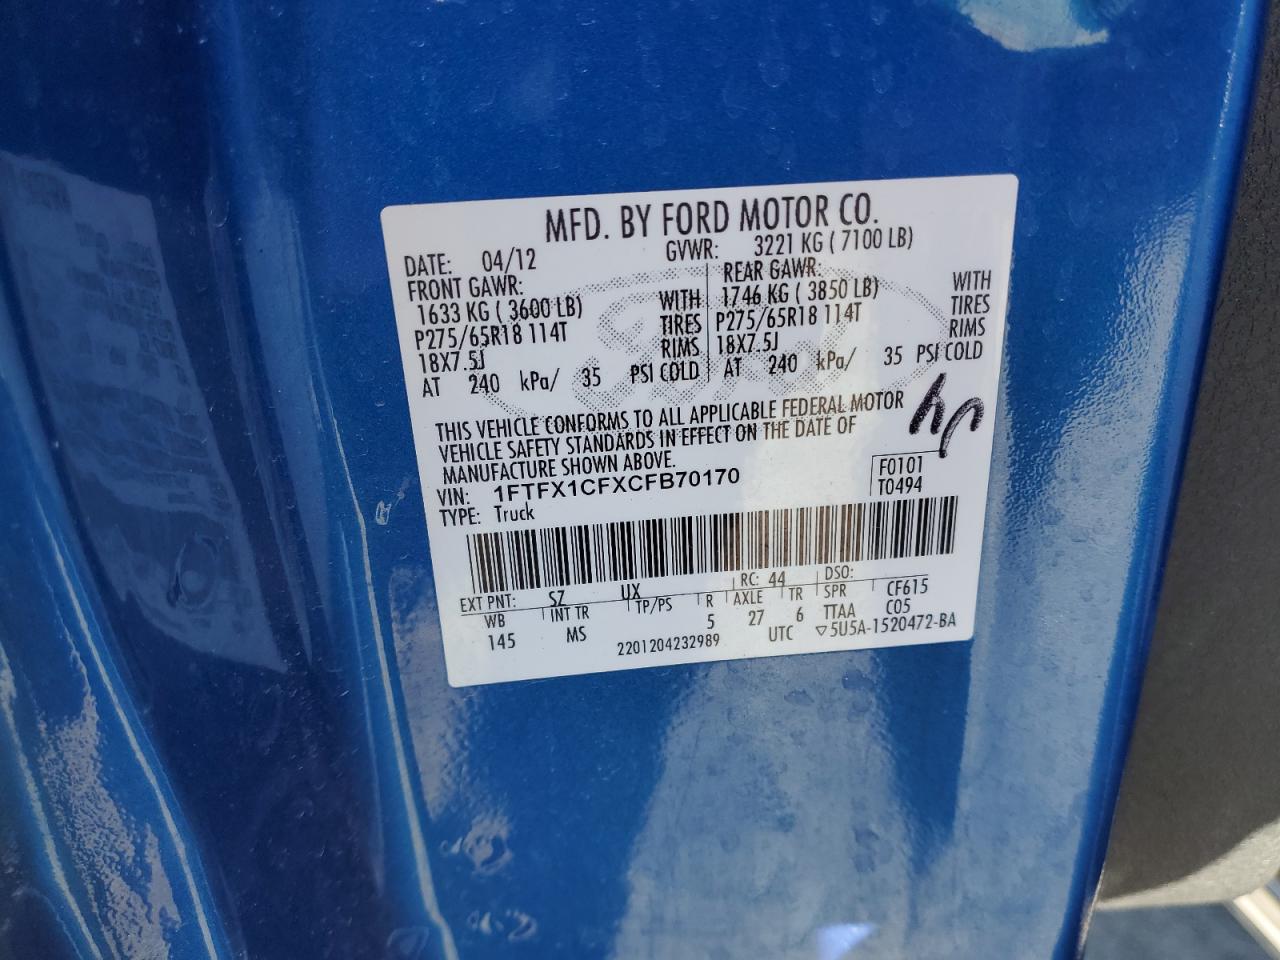 MFD. BY FORD MOTOR CO.
DATE: 04/12 GVWR: 3221 KG ( 7100 LB)
FRONT GAWR: REAR GAWR:
1633 KG ( 3600 LB) WITH 1746 KG ( 3850 LB) WITH
P275/65R18 114T TIRES P275/65R18 114T TIRES
18X7.5J RIMS 18X7.5J RIMS
AT 240 kPa/ 35 PSI COLD AT 240 kPa/ 35 PSI COLD
THIS VEHICLE CONFORMS TO ALL APPLICABLE FEDERAL MOTOR
VEHICLE SAFETY STANDARDS IN EFFECT ON THE DATE OF
MANUFACTURE SHOWN ABOVE.
VIN: 1FTFX1CFXCFB70170 F0101
TYPE: Truck T0494
EXT PNT: SZ UX RC: 44 DSO:
WB INT TR TP/PS R AXLE TR SPR CF615
145 MS 5 27 6 TTAA C05
2201204232989 UTC ▽5U5A-1520472-BA